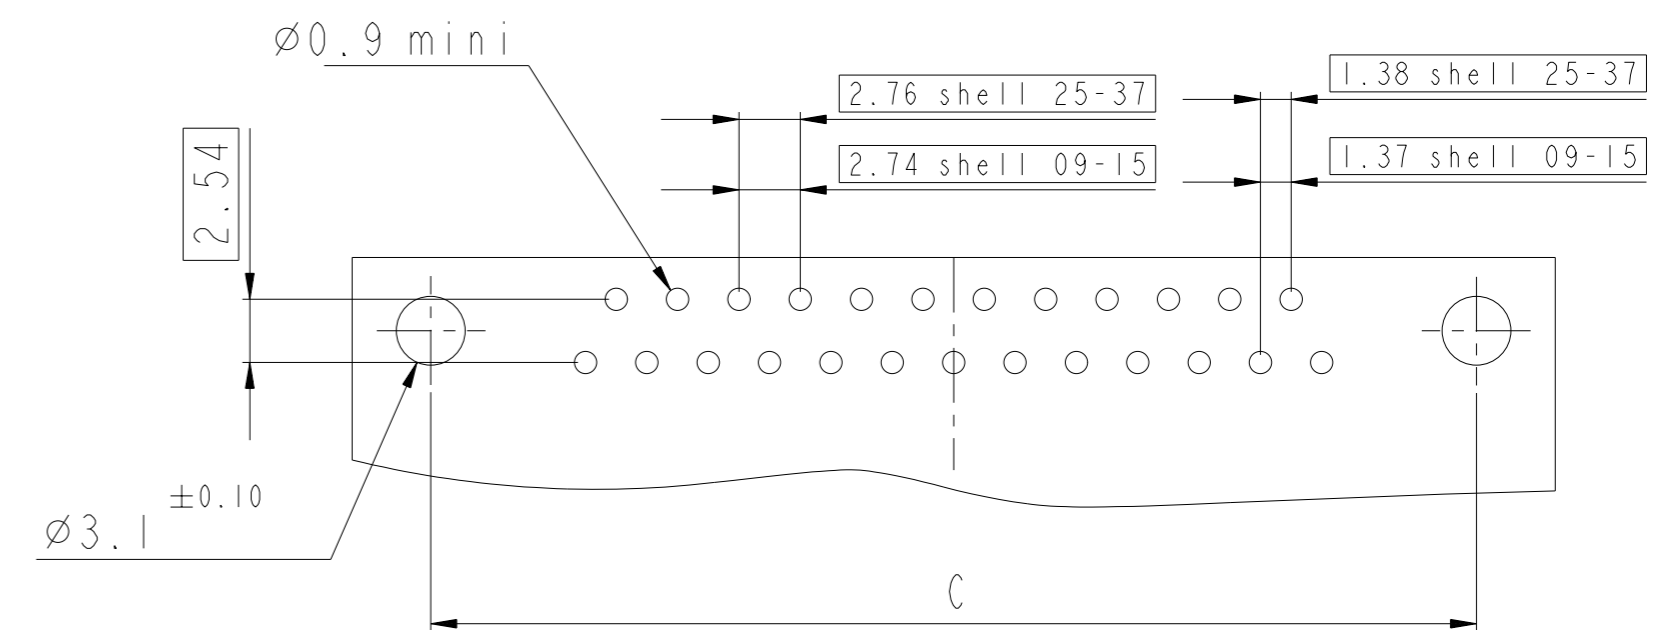 Ø0.9 mini
2.76 shell 25-37
1.38 shell 25-37
2.74 shell 09-15
1.37 shell 09-15
2.54
±0.10
Ø3.1
C